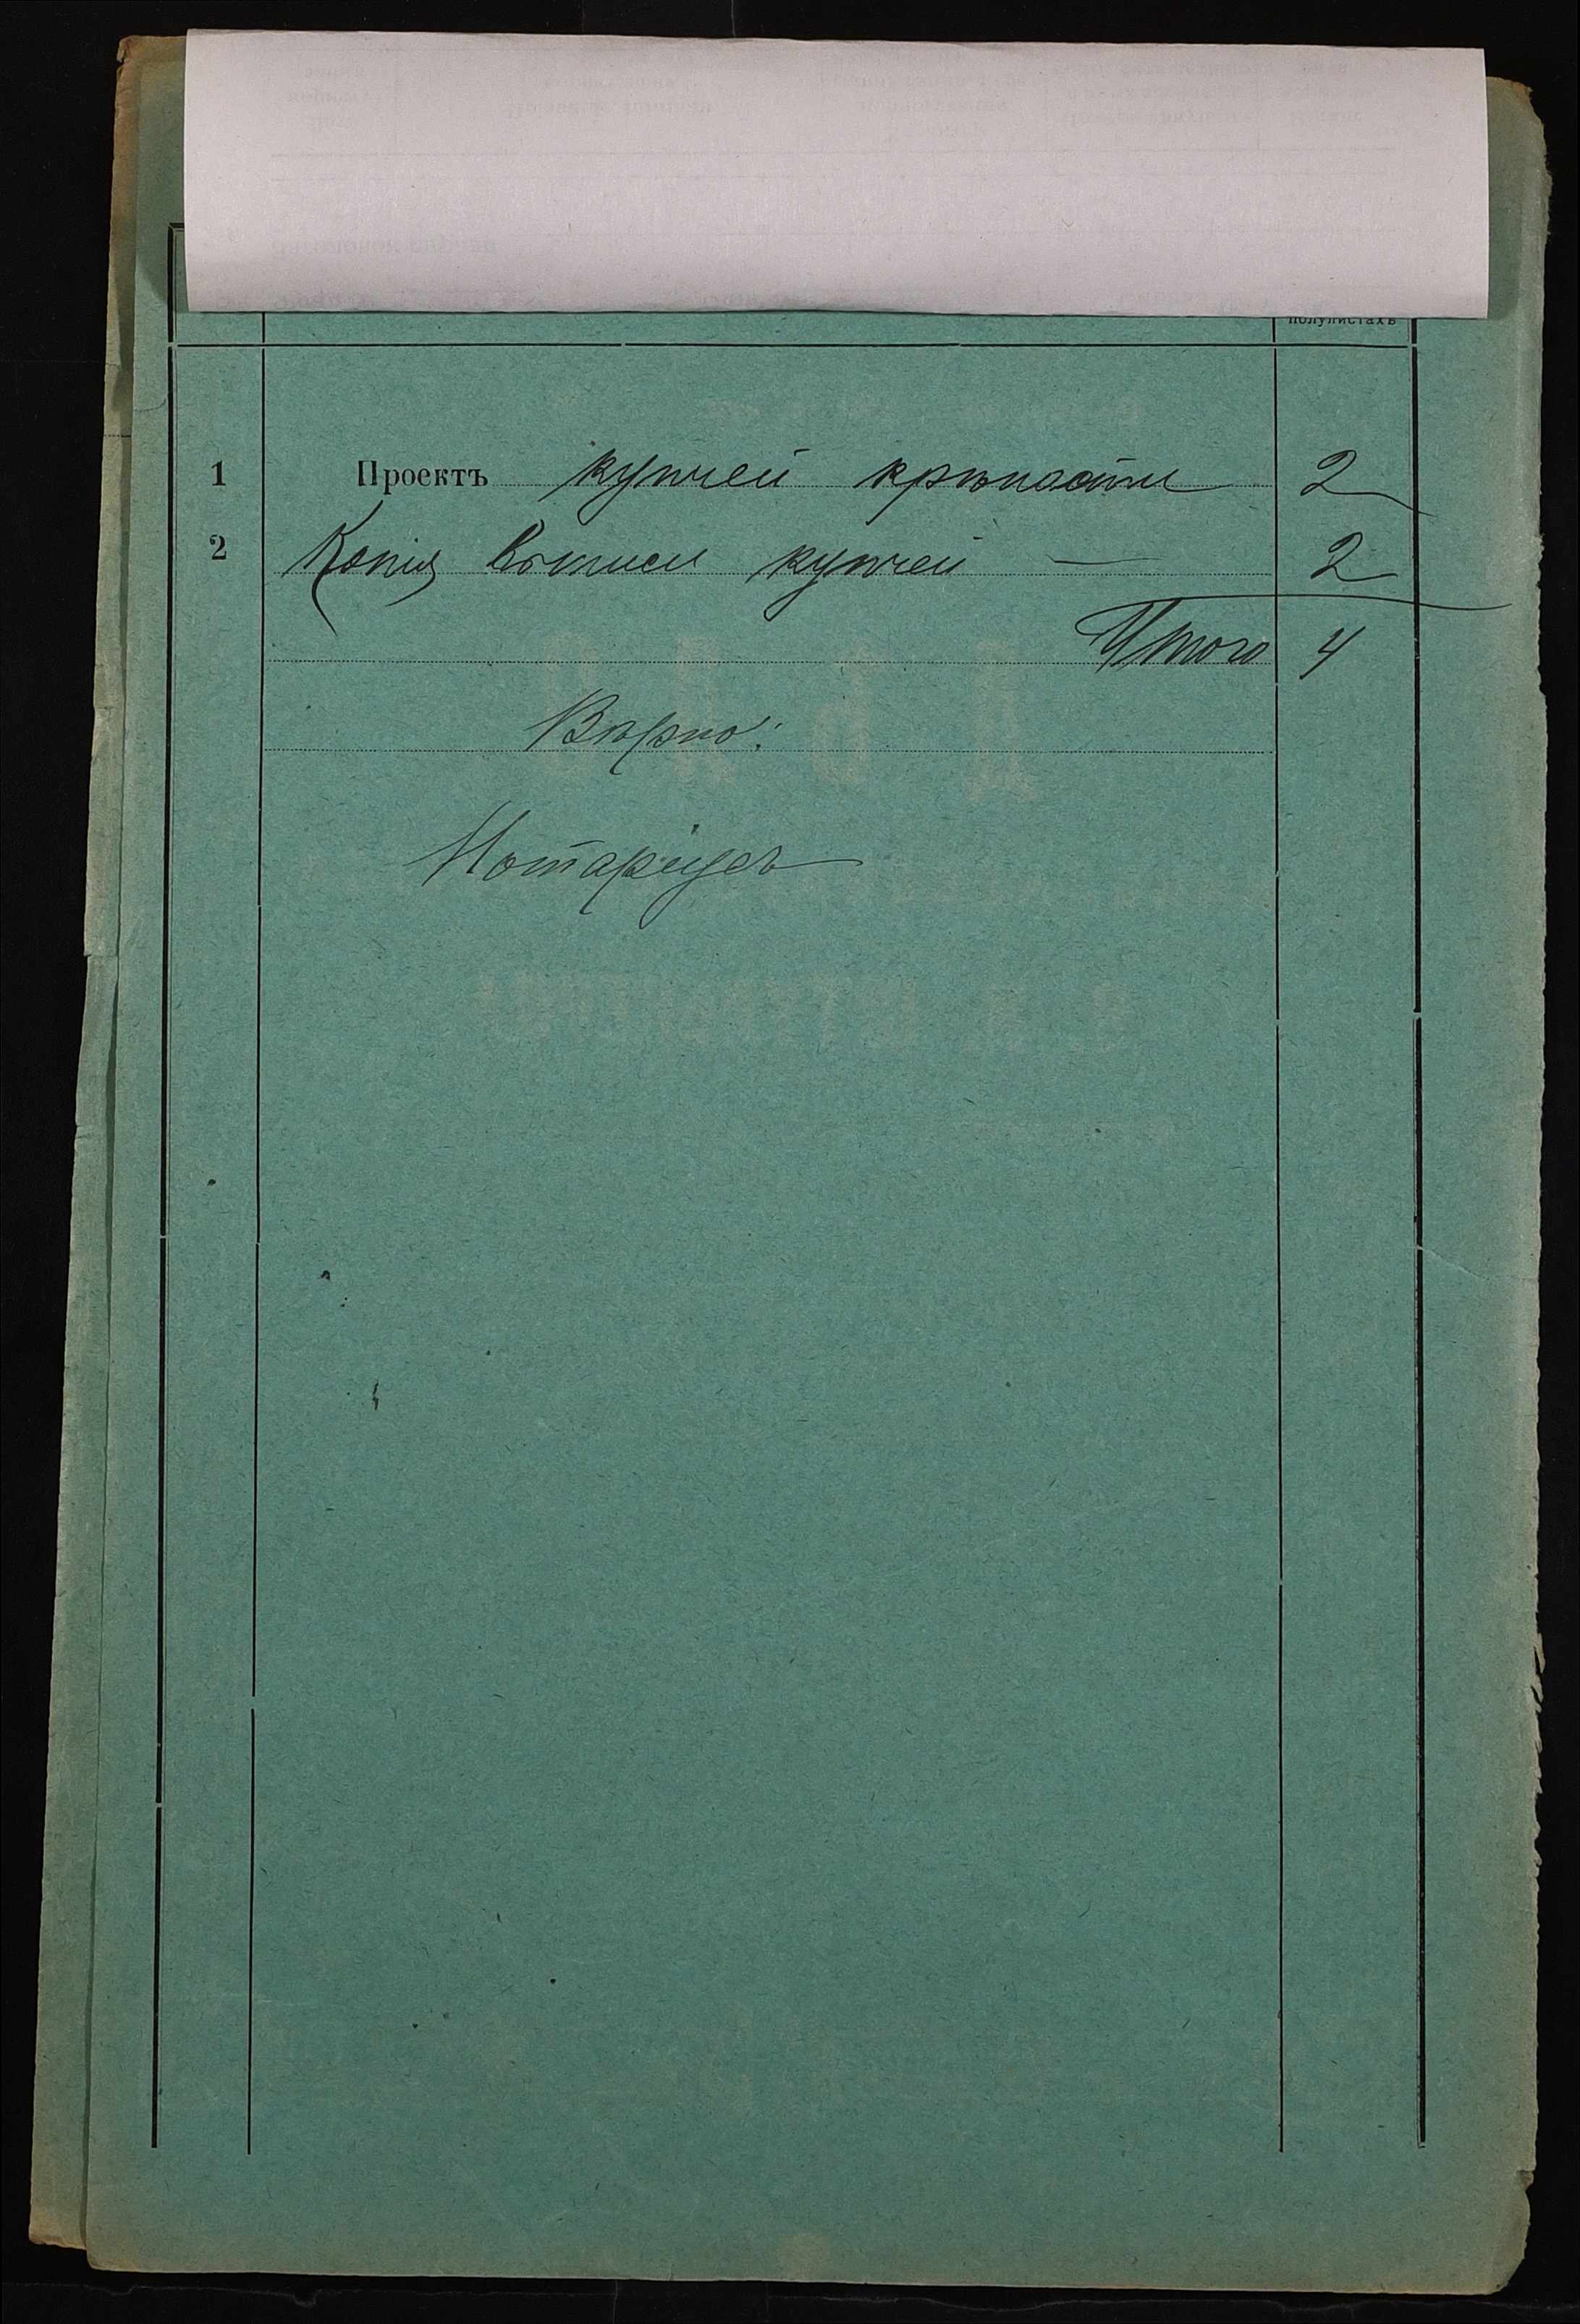 полулистахъ
1 Проектъ купчей крѣпости 2
2 Копія выписи купчей — 2
Итого 4
Вѣрно:
Нотаріусъ